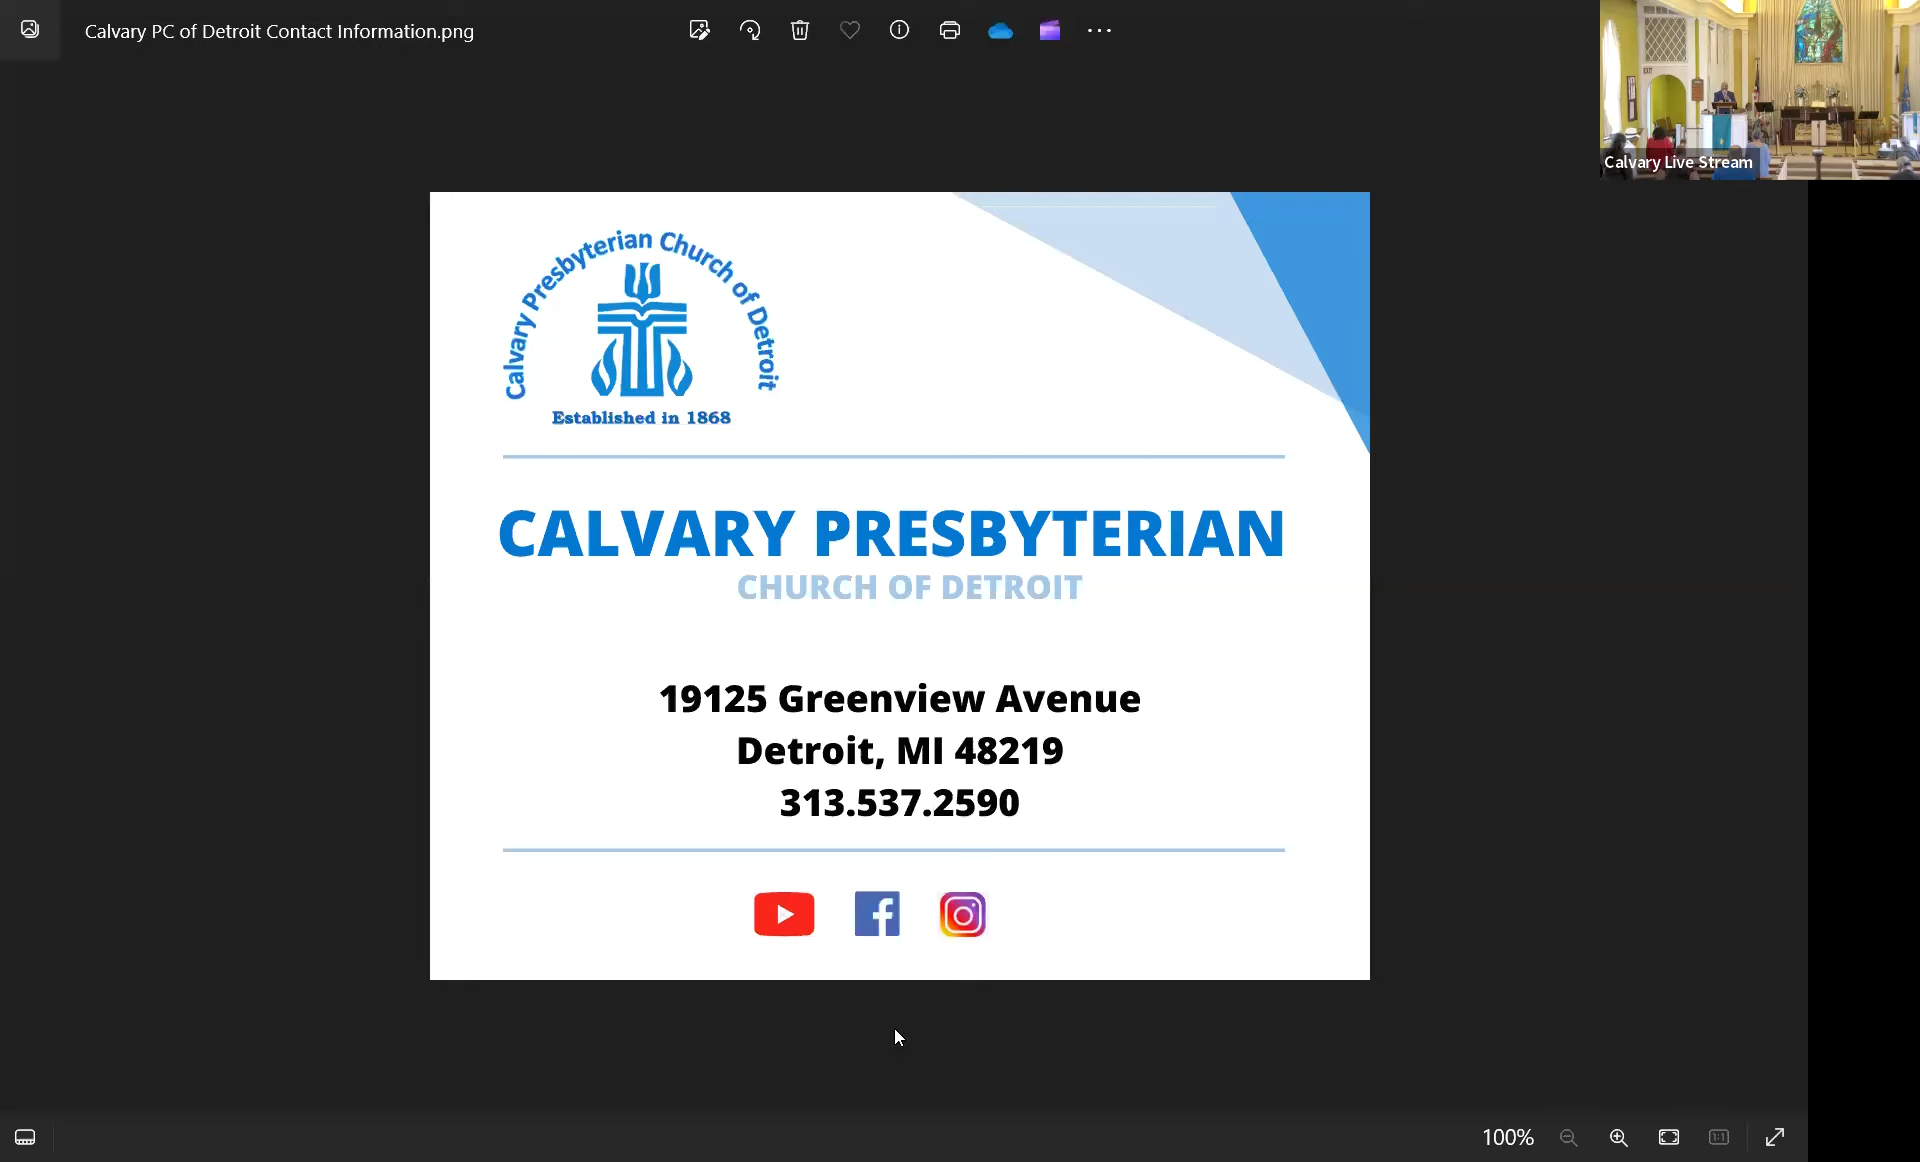 Calvary PC of Detroit Contact Information.png
Calvary Live Stream
Calvary Presbyterian Church of Detroit
Established in 1868
CALVARY PRESBYTERIAN
CHURCH OF DETROIT
19125 Greenview Avenue
Detroit, MI 48219
313.537.2590
100%